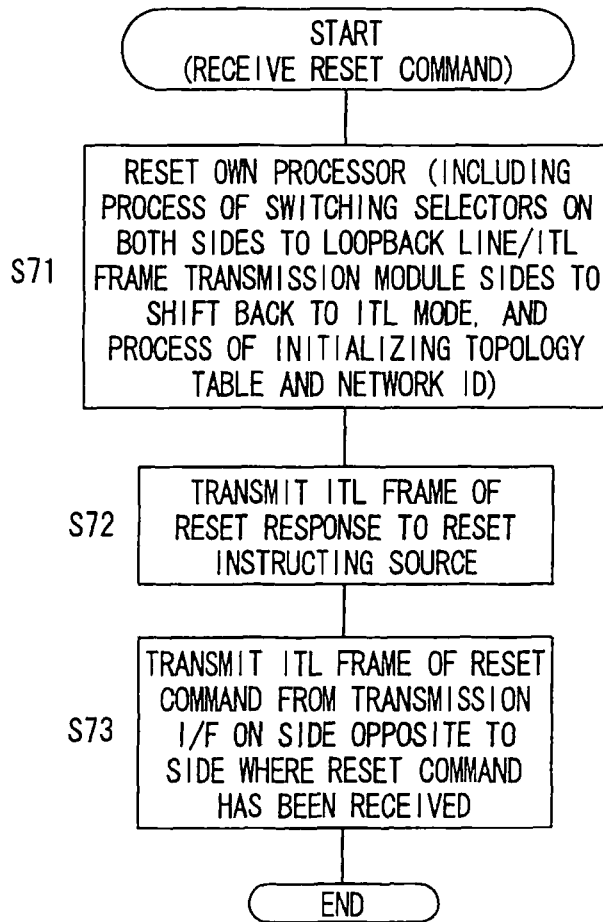 START
(RECEIVE RESET COMMAND)
S71
RESET OWN PROCESSOR (INCLUDING
PROCESS OF SWITCHING SELECTORS ON
BOTH SIDES TO LOOPBACK LINE/ITL
FRAME TRANSMISSION MODULE SIDES TO
SHIFT BACK TO ITL MODE, AND
PROCESS OF INITIALIZING TOPOLOGY
TABLE AND NETWORK ID)
S72
TRANSMIT ITL FRAME OF
RESET RESPONSE TO RESET
INSTRUCTING SOURCE
S73
TRANSMIT ITL FRAME OF RESET
COMMAND FROM TRANSMISSION
I/F ON SIDE OPPOSITE TO
SIDE WHERE RESET COMMAND
HAS BEEN RECEIVED
END